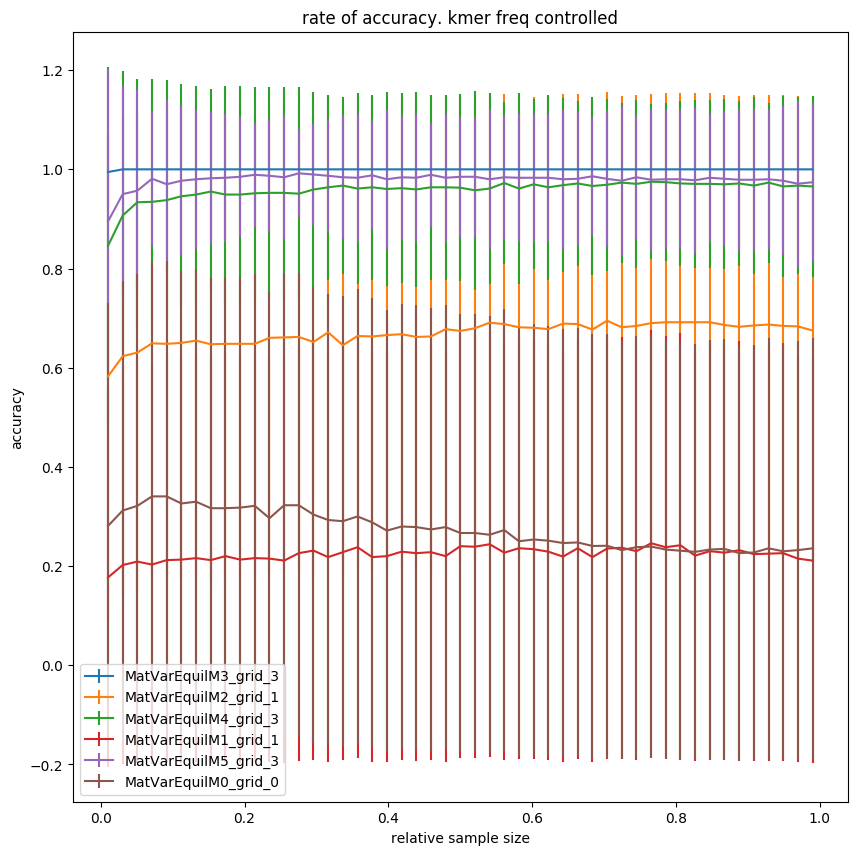 rate of accuracy. kmer freq controlled
1.2
1.0
0.8
0.6
0.4
0.2
0.0
−0.2
accuracy
MatVarEquilM3_grid_3
MatVarEquilM2_grid_1
MatVarEquilM4_grid_3
MatVarEquilM1_grid_1
MatVarEquilM5_grid_3
MatVarEquilM0_grid_0
0.0 0.2 0.4 0.6 0.8 1.0
relative sample size